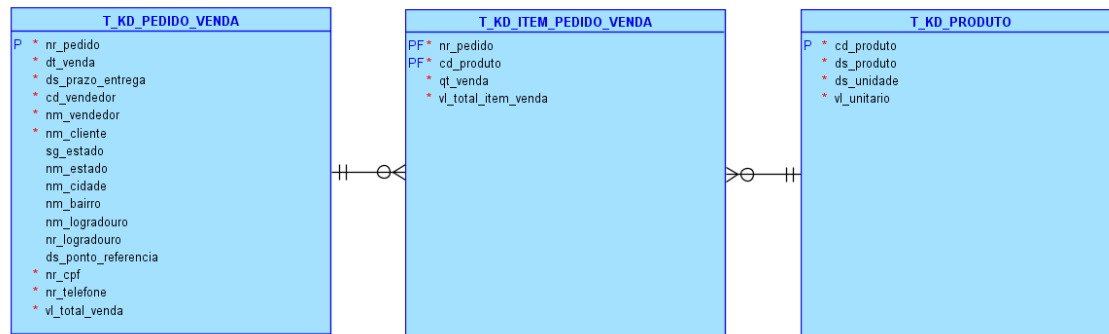 T_KD_PEDIDO_VENDA
P * nr_pedido
* dt_venda
* ds_prazo_entrega
* cd_vendedor
* nm_vendedor
* nm_cliente
sg_estado
nm_estado
nm_cidade
nm_bairro
nm_logradouro
nr_logradouro
ds_ponto_referencia
* nr_cpf
* nr_telefone
* vl_total_venda
T_KD_ITEM_PEDIDO_VENDA
PF * nr_pedido
PF * cd_produto
* qt_venda
* vl_total_item_venda
T_KD_PRODUTO
P * cd_produto
* ds_produto
* ds_unidade
* vl_unitario